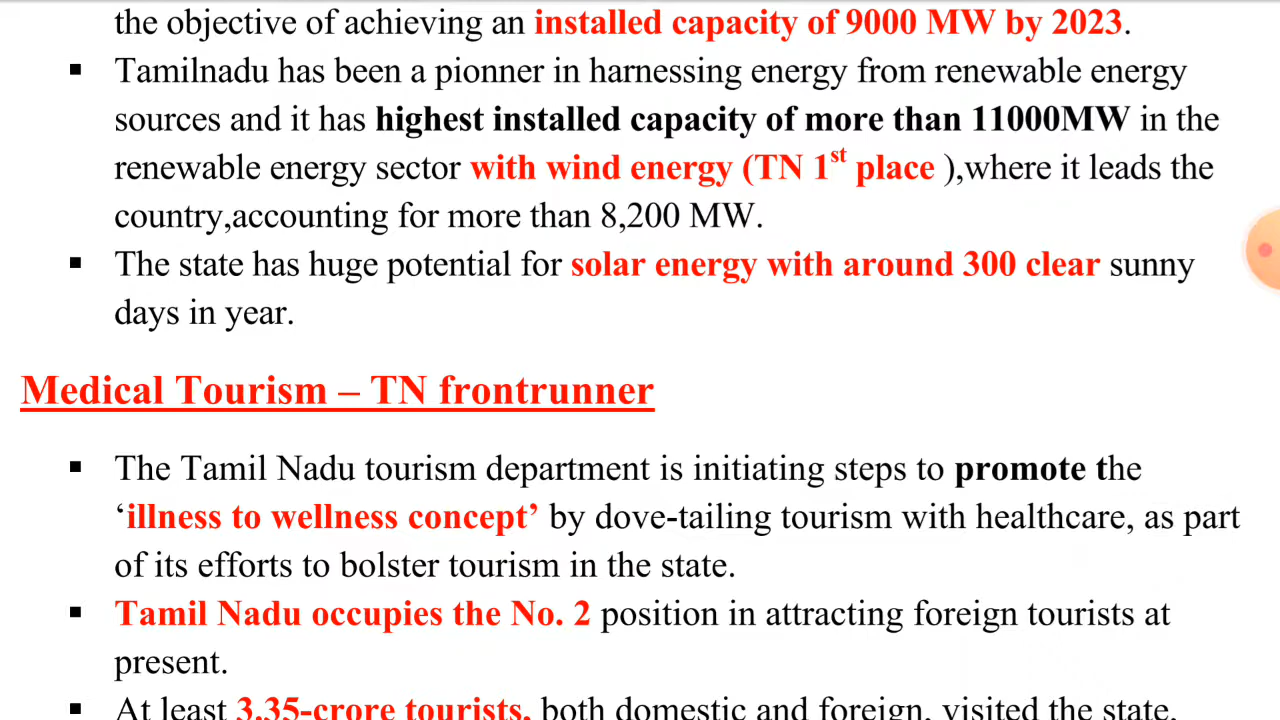 the objective of achieving an installed capacity of 9000 MW by 2023.
▪ Tamilnadu has been a pionner in harnessing energy from renewable energy
sources and it has highest installed capacity of more than 11000MW in the
renewable energy sector with wind energy (TN 1st place ),where it leads the
country,accounting for more than 8,200 MW.
▪ The state has huge potential for solar energy with around 300 clear sunny
days in year.
Medical Tourism – TN frontrunner
▪ The Tamil Nadu tourism department is initiating steps to promote the
‘illness to wellness concept’ by dove-tailing tourism with healthcare, as part
of its efforts to bolster tourism in the state.
▪ Tamil Nadu occupies the No. 2 position in attracting foreign tourists at
present.
▪ At least 3.35-crore tourists, both domestic and foreign, visited the state,